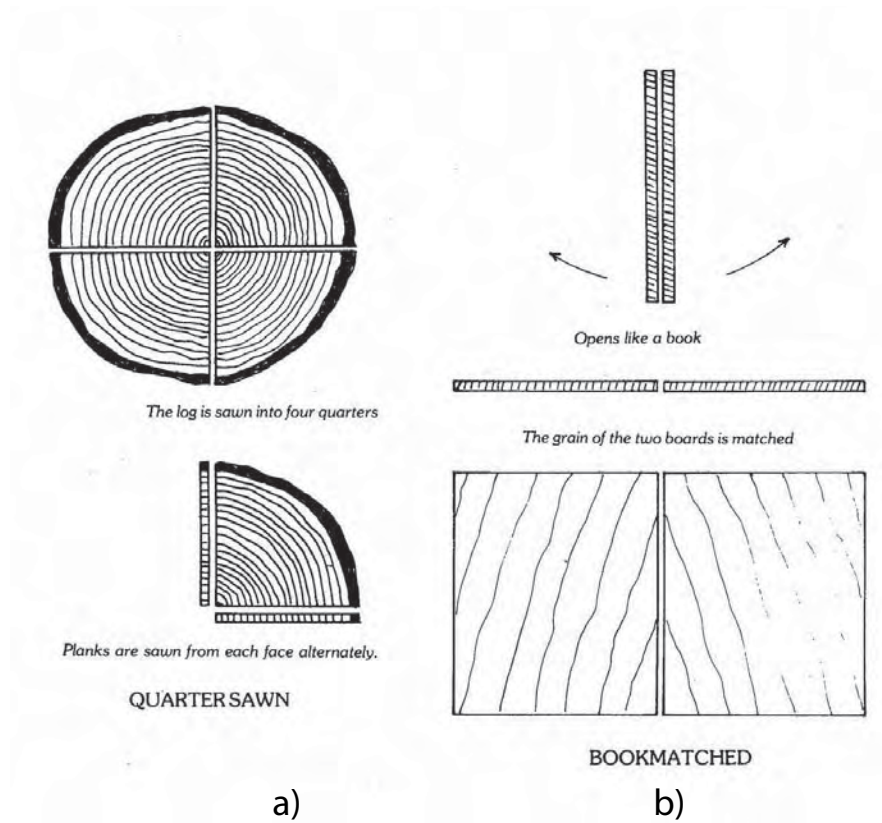 The log is sawn into four quarters
Planks are sawn from each face alternately.
QUARTER SAWN
a)
Opens like a book
The grain of the two boards is matched
BOOKMATCHED
b)